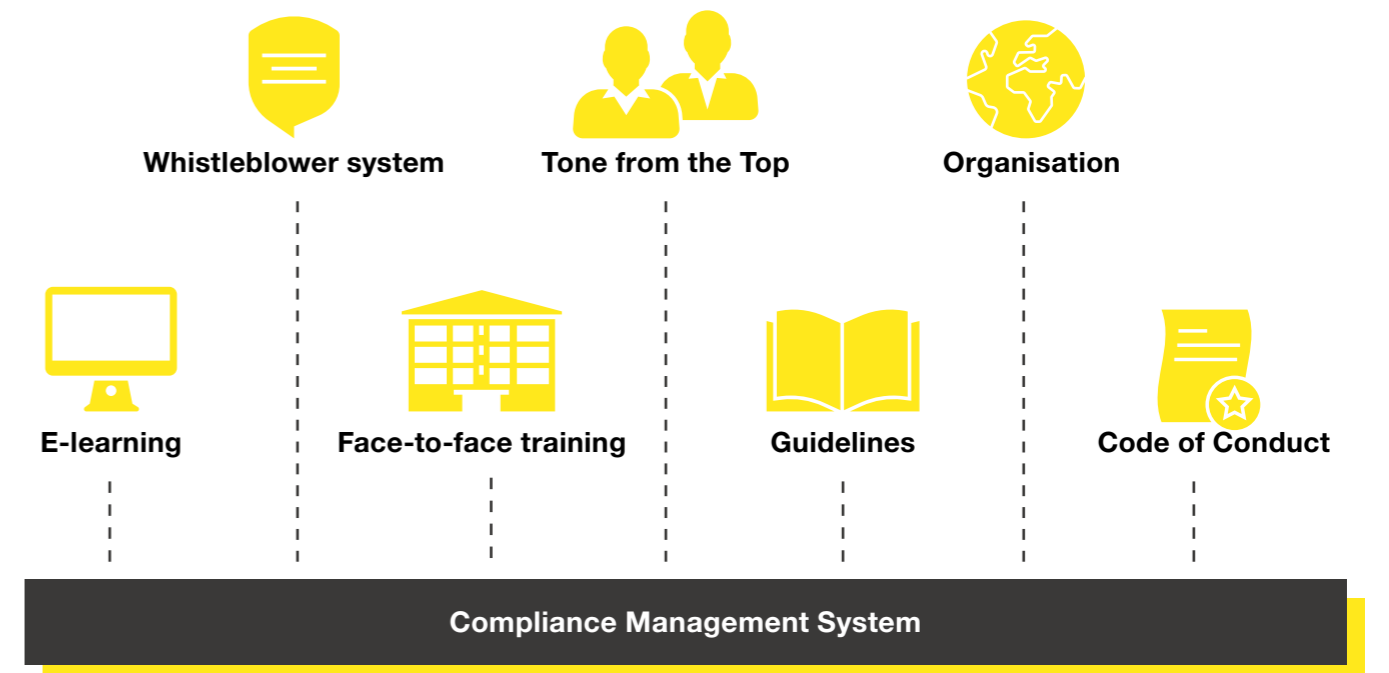 Whistleblower system
Tone from the Top
Organisation
E-learning
Face-to-face training
Guidelines
Code of Conduct
Compliance Management System